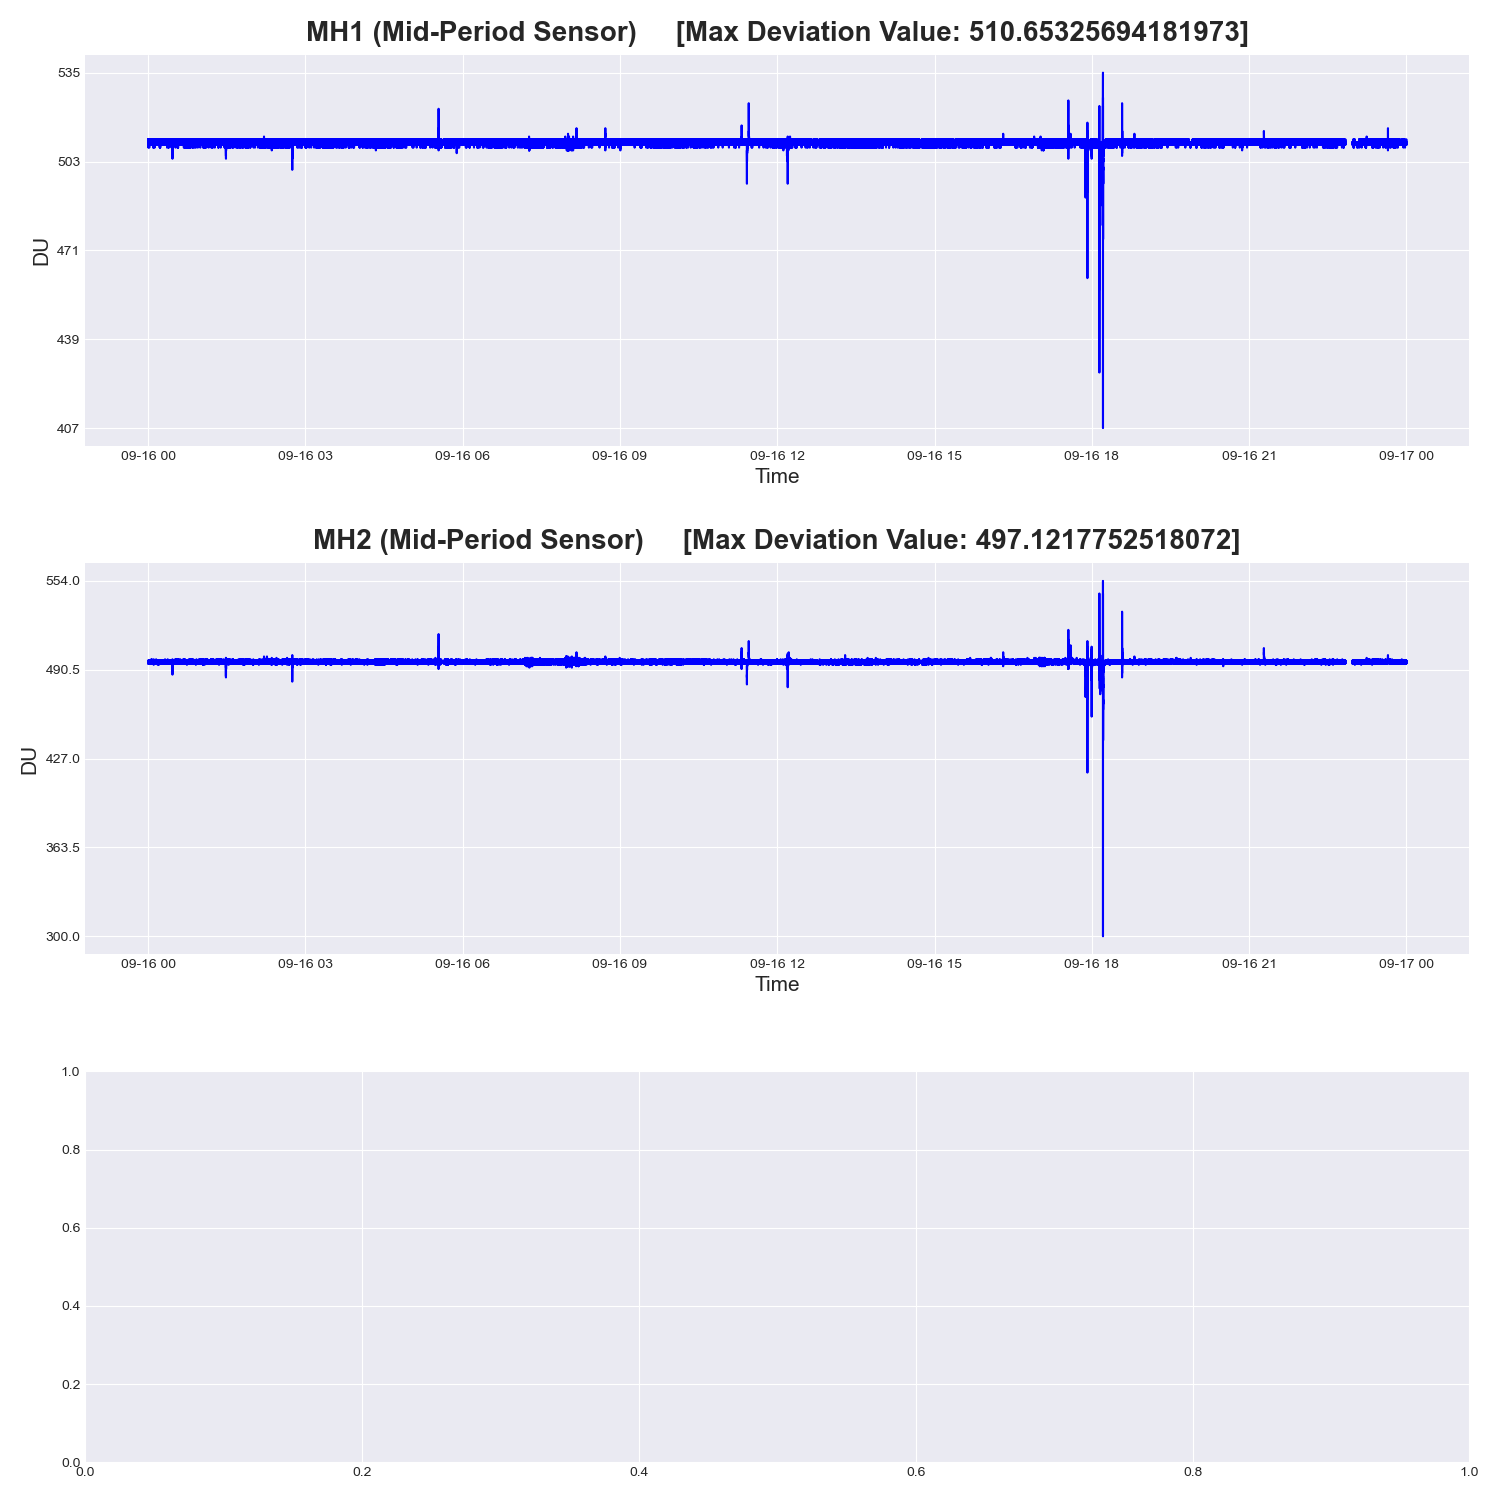 MH1 (Mid-Period Sensor) [Max Deviation Value: 510.65325694181973]
535
503
471
439
407
DU
09-16 00 09-16 03 09-16 06 09-16 09 09-16 12 09-16 15 09-16 18 09-16 21 09-17 00
Time
MH2 (Mid-Period Sensor) [Max Deviation Value: 497.1217752518072]
554.0
490.5
427.0
363.5
300.0
DU
09-16 00 09-16 03 09-16 06 09-16 09 09-16 12 09-16 15 09-16 18 09-16 21 09-17 00
Time
1.0
0.8
0.6
0.4
0.2
0.0
0.0 0.2 0.4 0.6 0.8 1.0